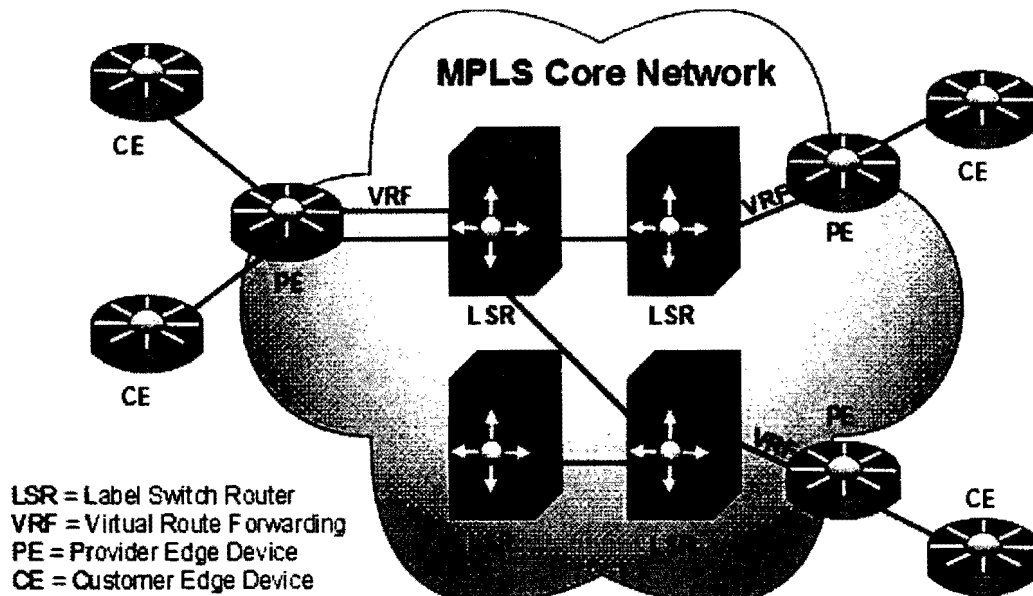 MPLS Core Network
CE
CE
VRF
VRF
PE
PE
LSR
LSR
CE
PE
VRF
CE
LSR = Label Switch Router
VRF = Virtual Route Forwarding
PE = Provider Edge Device
CE = Customer Edge Device